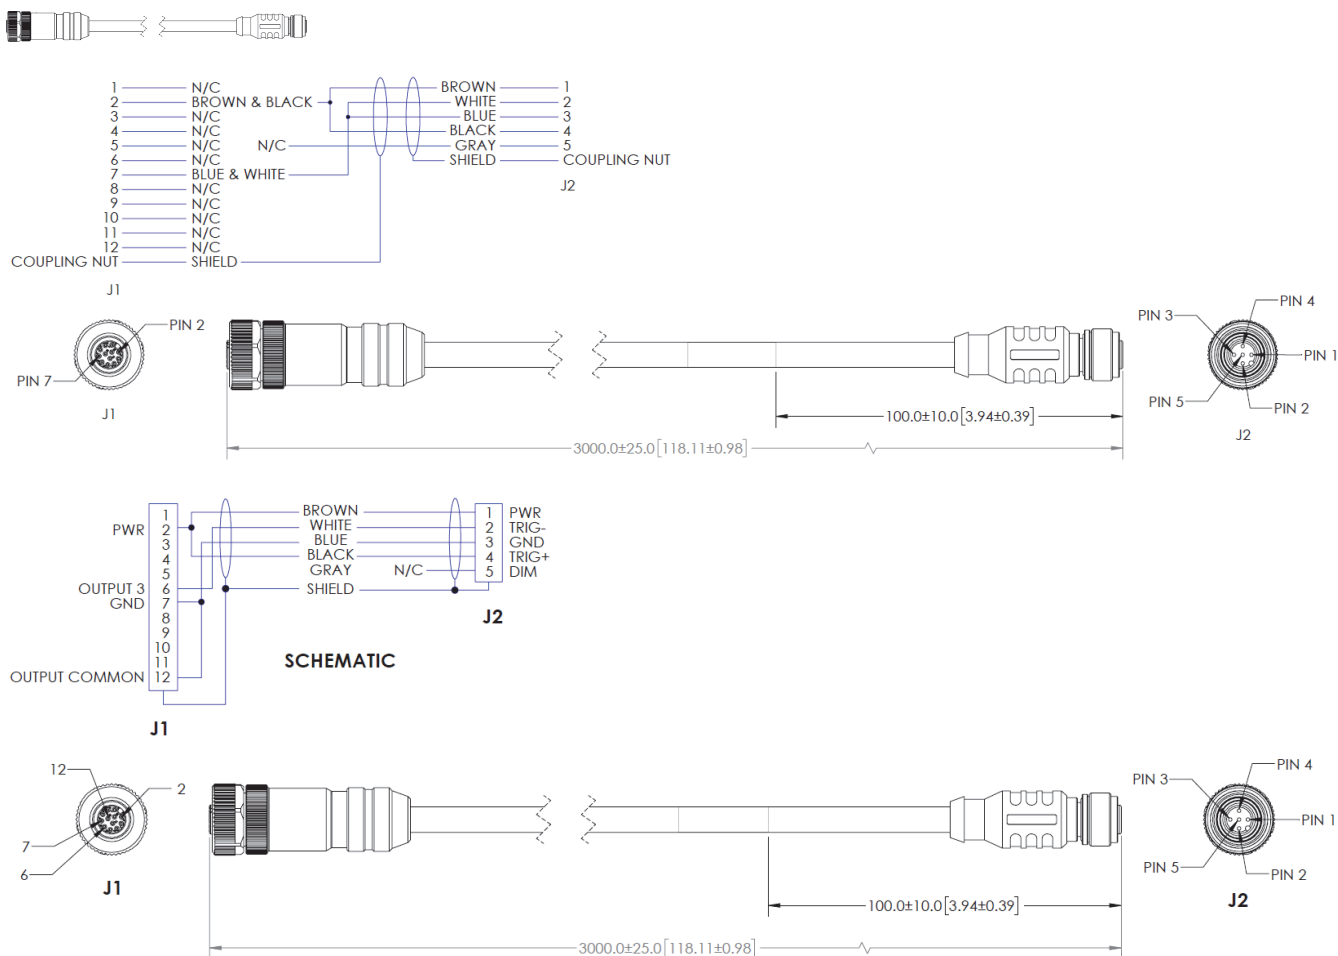 1 N/C BROWN 1
2 BROWN & BLACK WHITE 2
3 N/C BLUE 3
4 N/C BLACK 4
5 N/C N/C GRAY 5
6 N/C SHIELD COUPLING NUT
7 BLUE & WHITE
8 N/C J2
9 N/C
10 N/C
11 N/C
12 N/C
COUPLING NUT SHIELD
J1
PIN 2
PIN 7
J1
PIN 4
PIN 3
PIN 1
PIN 5
PIN 2
J2
100.0±10.0[3.94±0.39]
3000.0±25.0[118.11±0.98]
1 BROWN 1 PWR
PWR 2 WHITE 2 TRIG-
3 BLUE 3 GND
4 BLACK 4 TRIG+
5 GRAY N/C 5 DIM
OUTPUT 3 6 SHIELD
GND 7
8 J2
9
10
11 SCHEMATIC
OUTPUT COMMON 12
J1
12
2
7
6
J1
PIN 4
PIN 3
PIN 1
PIN 5
PIN 2
J2
100.0±10.0[3.94±0.39]
3000.0±25.0[118.11±0.98]